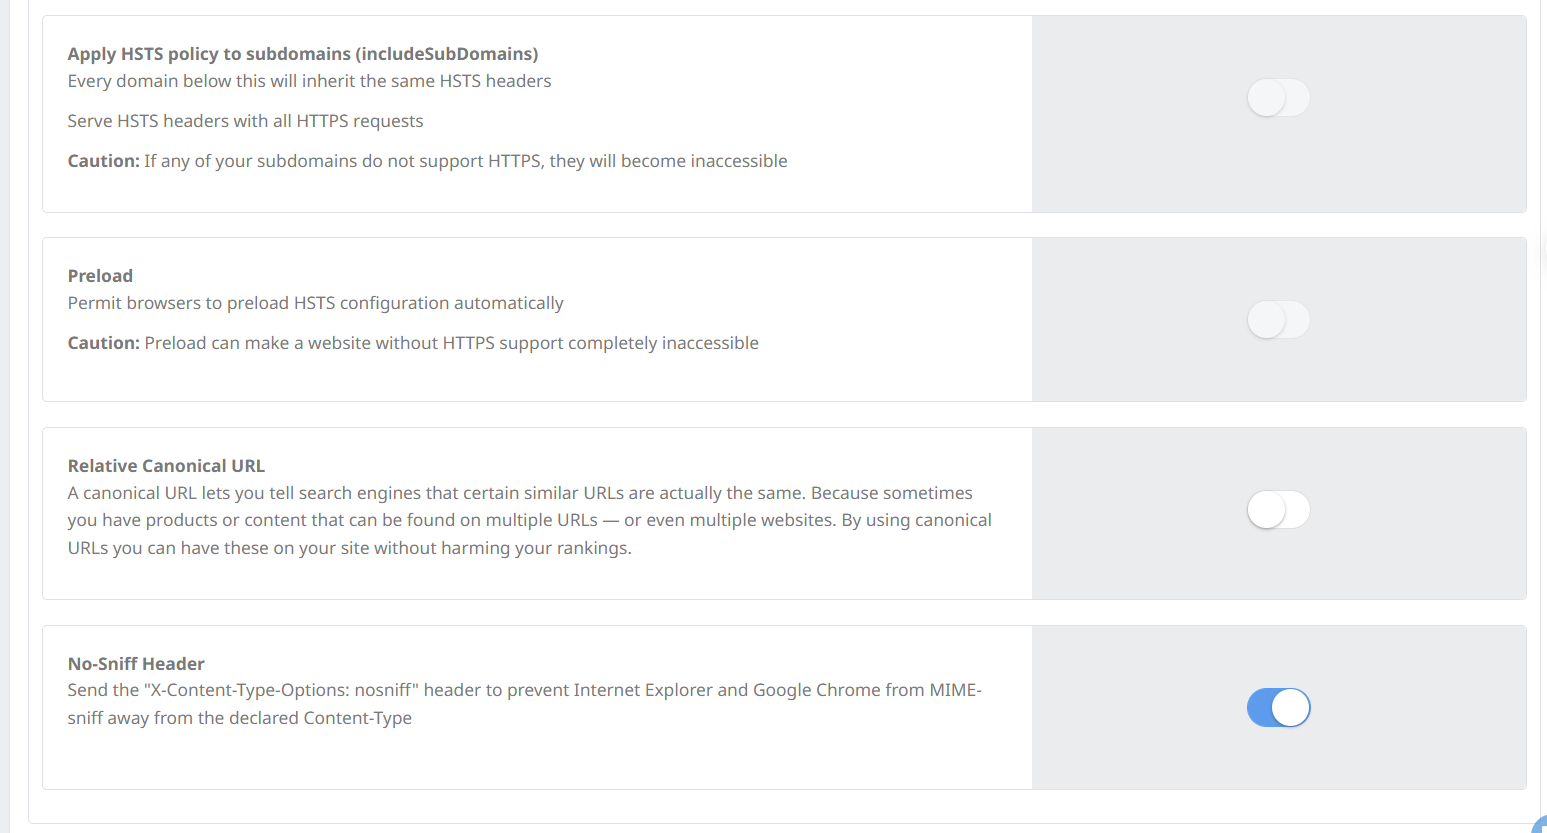 Apply HSTS policy to subdomains (includeSubDomains)
Every domain below this will inherit the same HSTS headers
Serve HSTS headers with all HTTPS requests
Caution: If any of your subdomains do not support HTTPS, they will become inaccessible
Preload
Permit browsers to preload HSTS configuration automatically
Caution: Preload can make a website without HTTPS support completely inaccessible
Relative Canonical URL
A canonical URL lets you tell search engines that certain similar URLs are actually the same. Because sometimes
you have products or content that can be found on multiple URLs — or even multiple websites. By using canonical
URLs you can have these on your site without harming your rankings.
No-Sniff Header
Send the "X-Content-Type-Options: nosniff" header to prevent Internet Explorer and Google Chrome from MIME-
sniff away from the declared Content-Type